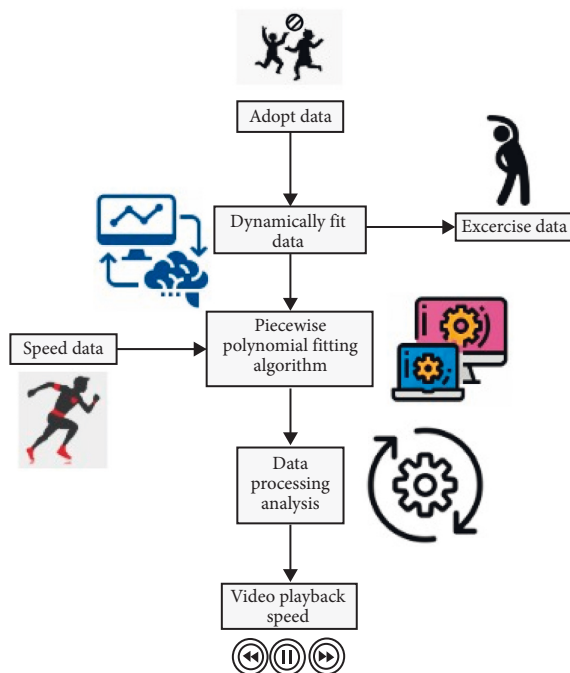 Adopt data
Dynamically fit
data
Excercise data
Speed data
Piecewise
polynomial fitting
algorithm
Data
processing
analysis
Video playback
speed